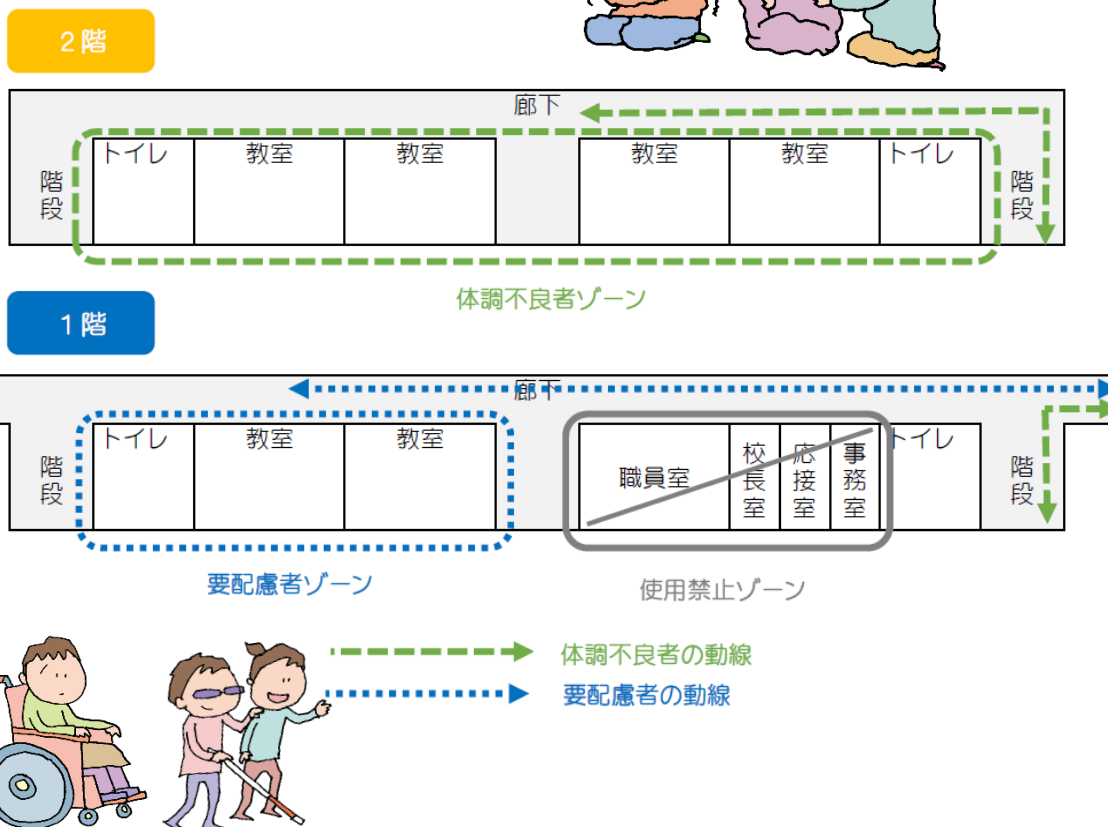 2階
廊下
トイレ 教室 教室 教室 教室 トイレ
階段 階段
体調不良者ゾーン
1階
廊下
トイレ 教室 教室 トイレ
階段 職員室 校長室 応接室 事務室 階段
要配慮者ゾーン 使用禁止ゾーン
体調不良者の動線
要配慮者の動線